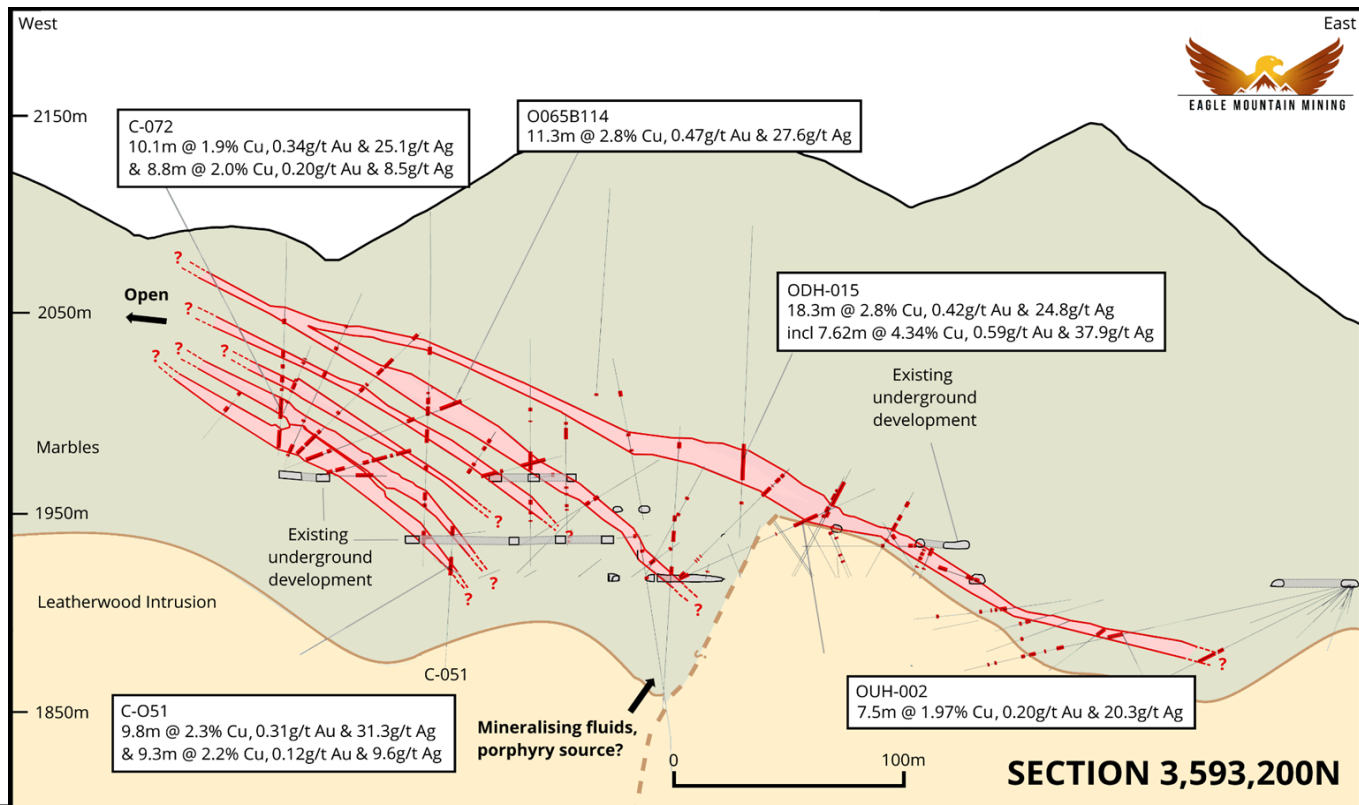 West
East
EAGLE MOUNTAIN MINING
2150m
C-072
10.1m @ 1.9% Cu, 0.34g/t Au & 25.1g/t Ag
& 8.8m @ 2.0% Cu, 0.20g/t Au & 8.5g/t Ag
O065B114
11.3m @ 2.8% Cu, 0.47g/t Au & 27.6g/t Ag
?
Open
2050m
?
?
?
?
ODH-015
18.3m @ 2.8% Cu, 0.42g/t Au & 24.8g/t Ag
incl 7.62m @ 4.34% Cu, 0.59g/t Au & 37.9g/t Ag
Existing
underground
development
Marbles
1950m
?
?
Existing
underground
development
?
?
?
?
Leatherwood Intrusion
C-051
1850m
C-O51
9.8m @ 2.3% Cu, 0.31g/t Au & 31.3g/t Ag
& 9.3m @ 2.2% Cu, 0.12g/t Au & 9.6g/t Ag
Mineralising fluids,
porphyry source?
OUH-002
7.5m @ 1.97% Cu, 0.20g/t Au & 20.3g/t Ag
0
100m
SECTION 3,593,200N